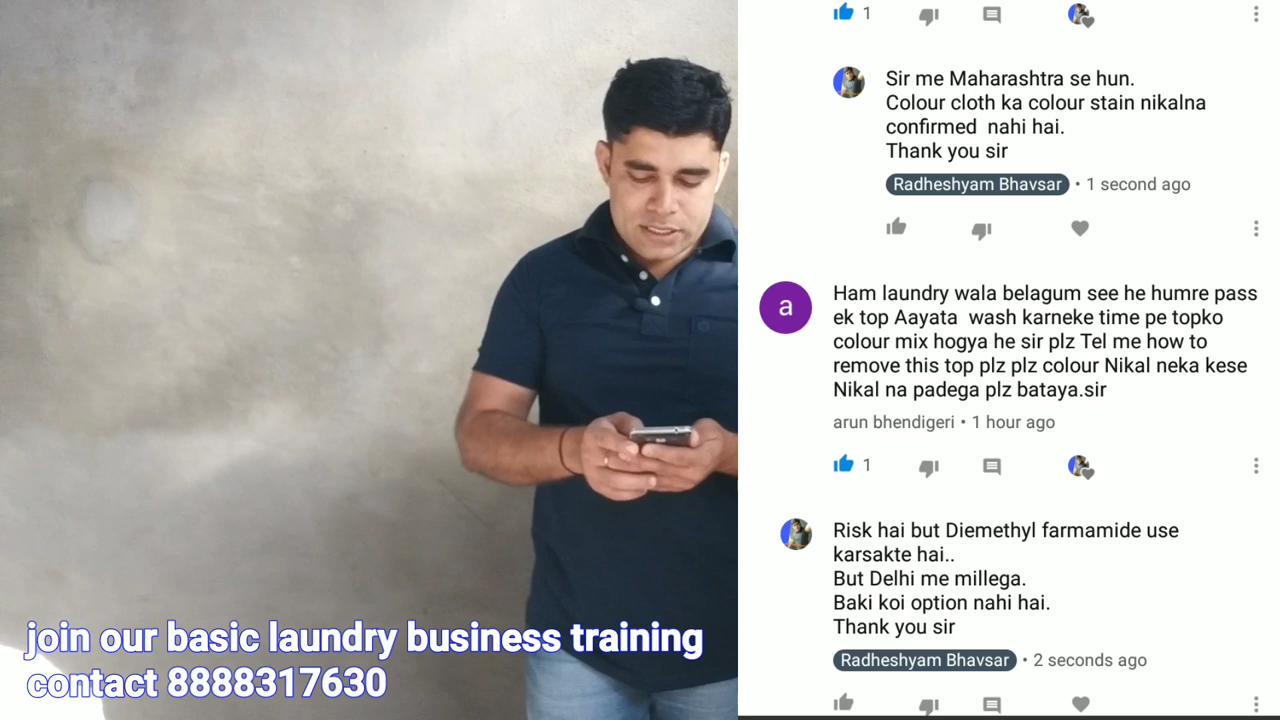 1
Sir me Maharashtra se hun.
Colour cloth ka colour stain nikalna
confirmed nahi hai.
Thank you sir
Radheshyam Bhavsar • 1 second ago
a
Ham laundry wala belagum see he humre pass
ek top Aayata wash karneke time pe topko
colour mix hogya he sir plz Tel me how to
remove this top plz plz colour Nikal neka kese
Nikal na padega plz bataya.sir
arun bhendigeri • 1 hour ago
1
Risk hai but Diemethyl farmamide use
karsakte hai..
But Delhi me millega.
Baki koi option nahi hai.
Thank you sir
Radheshyam Bhavsar • 2 seconds ago
join our basic laundry business training
contact 8888317630